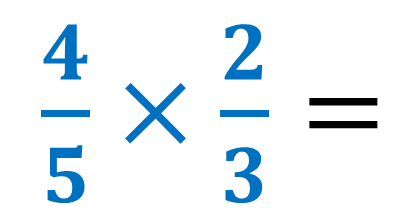 4/5 × 2/3 =